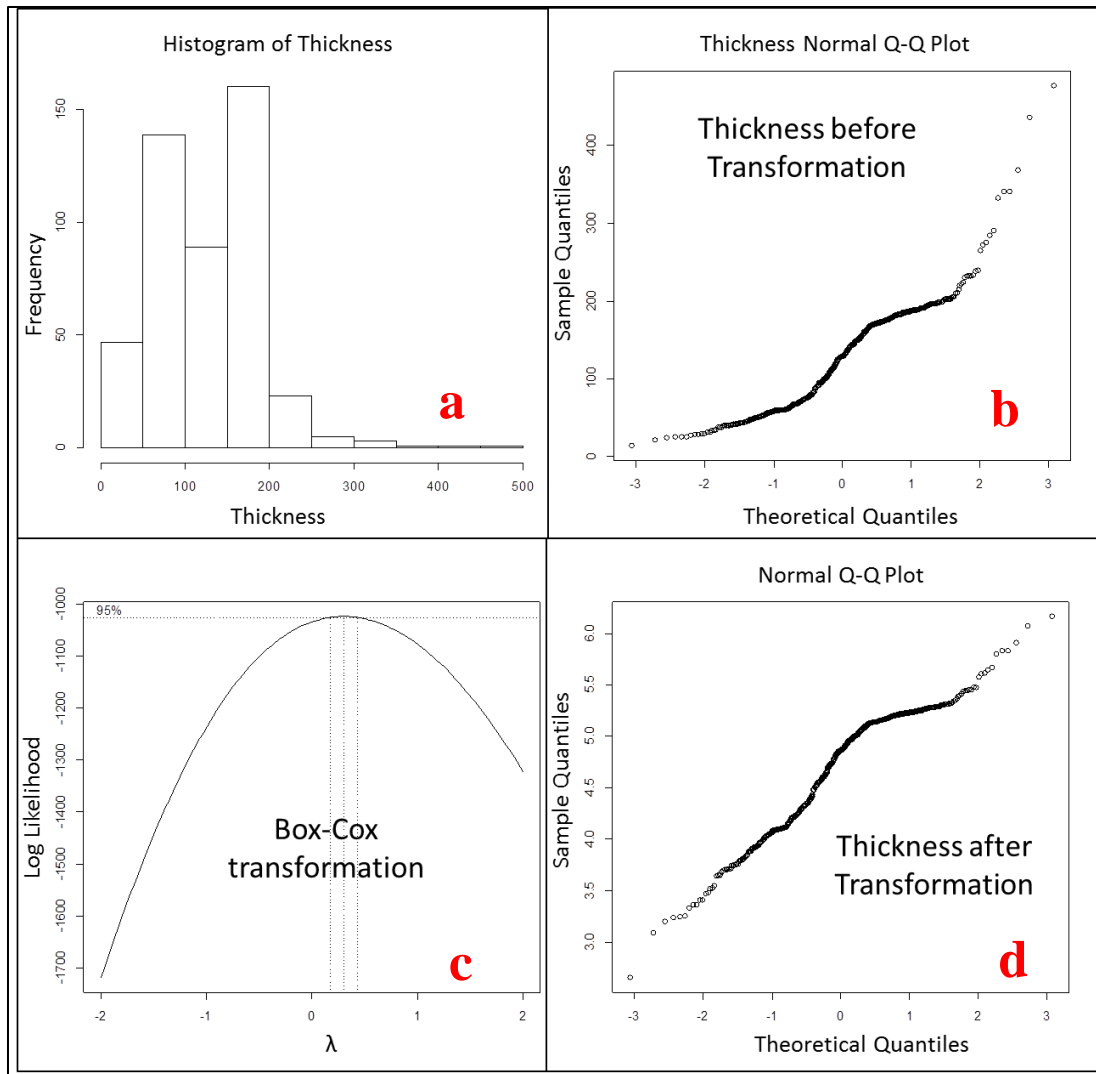 Histogram of Thickness
Frequency
0
50
100
150
0 100 200 300 400 500
Thickness
a
Thickness Normal Q-Q Plot
Thickness before
Transformation
Sample Quantiles
0
100
200
300
400
-3 -2 -1 0 1 2 3
Theoretical Quantiles
b
95%
Log Likelihood
-1700
-1600
-1500
-1400
-1300
-1200
-1100
-1000
Box-Cox
transformation
-2 -1 0 1 2
λ
c
Normal Q-Q Plot
Sample Quantiles
3.0
3.5
4.0
4.5
5.0
5.5
6.0
Thickness after
Transformation
-3 -2 -1 0 1 2 3
Theoretical Quantiles
d